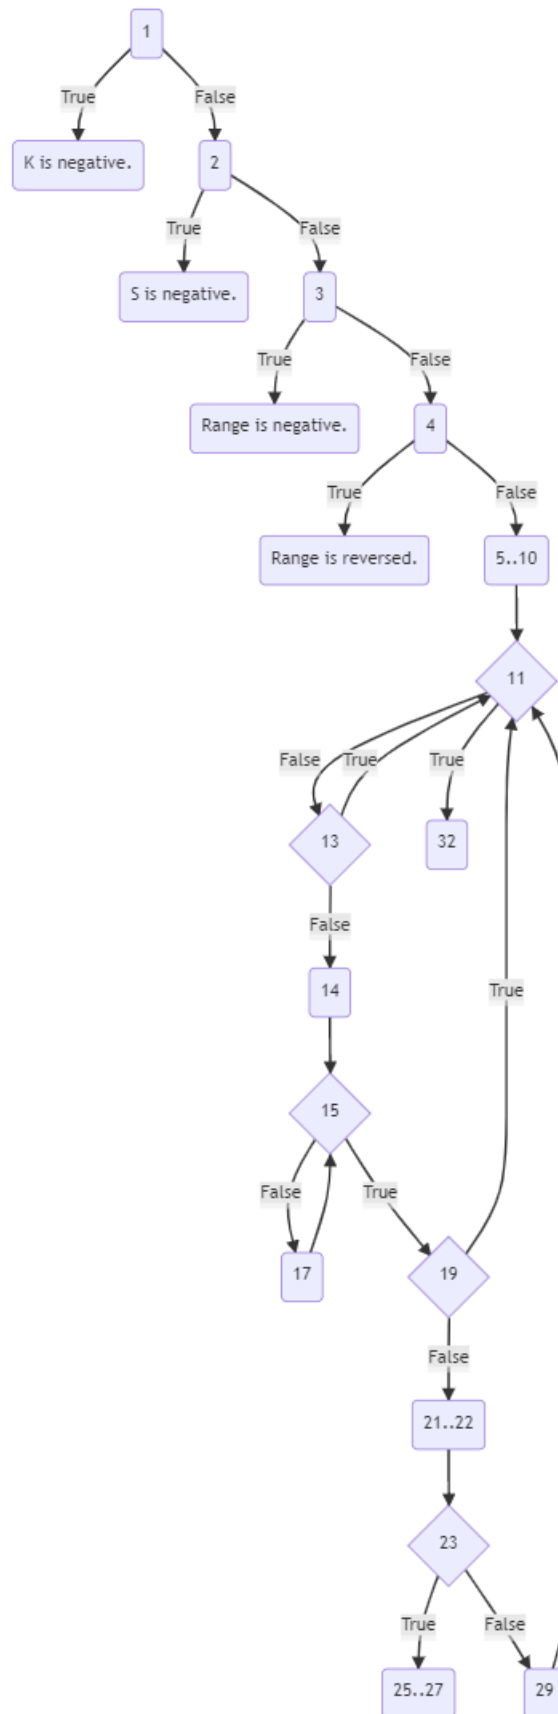 1
True
False
K is negative.
2
True
False
S is negative.
3
True
False
Range is negative.
4
True
False
Range is reversed.
5..10
11
False
True
True
13
32
False
14
True
15
False
True
17
19
False
21..22
23
True
False
25..27
29